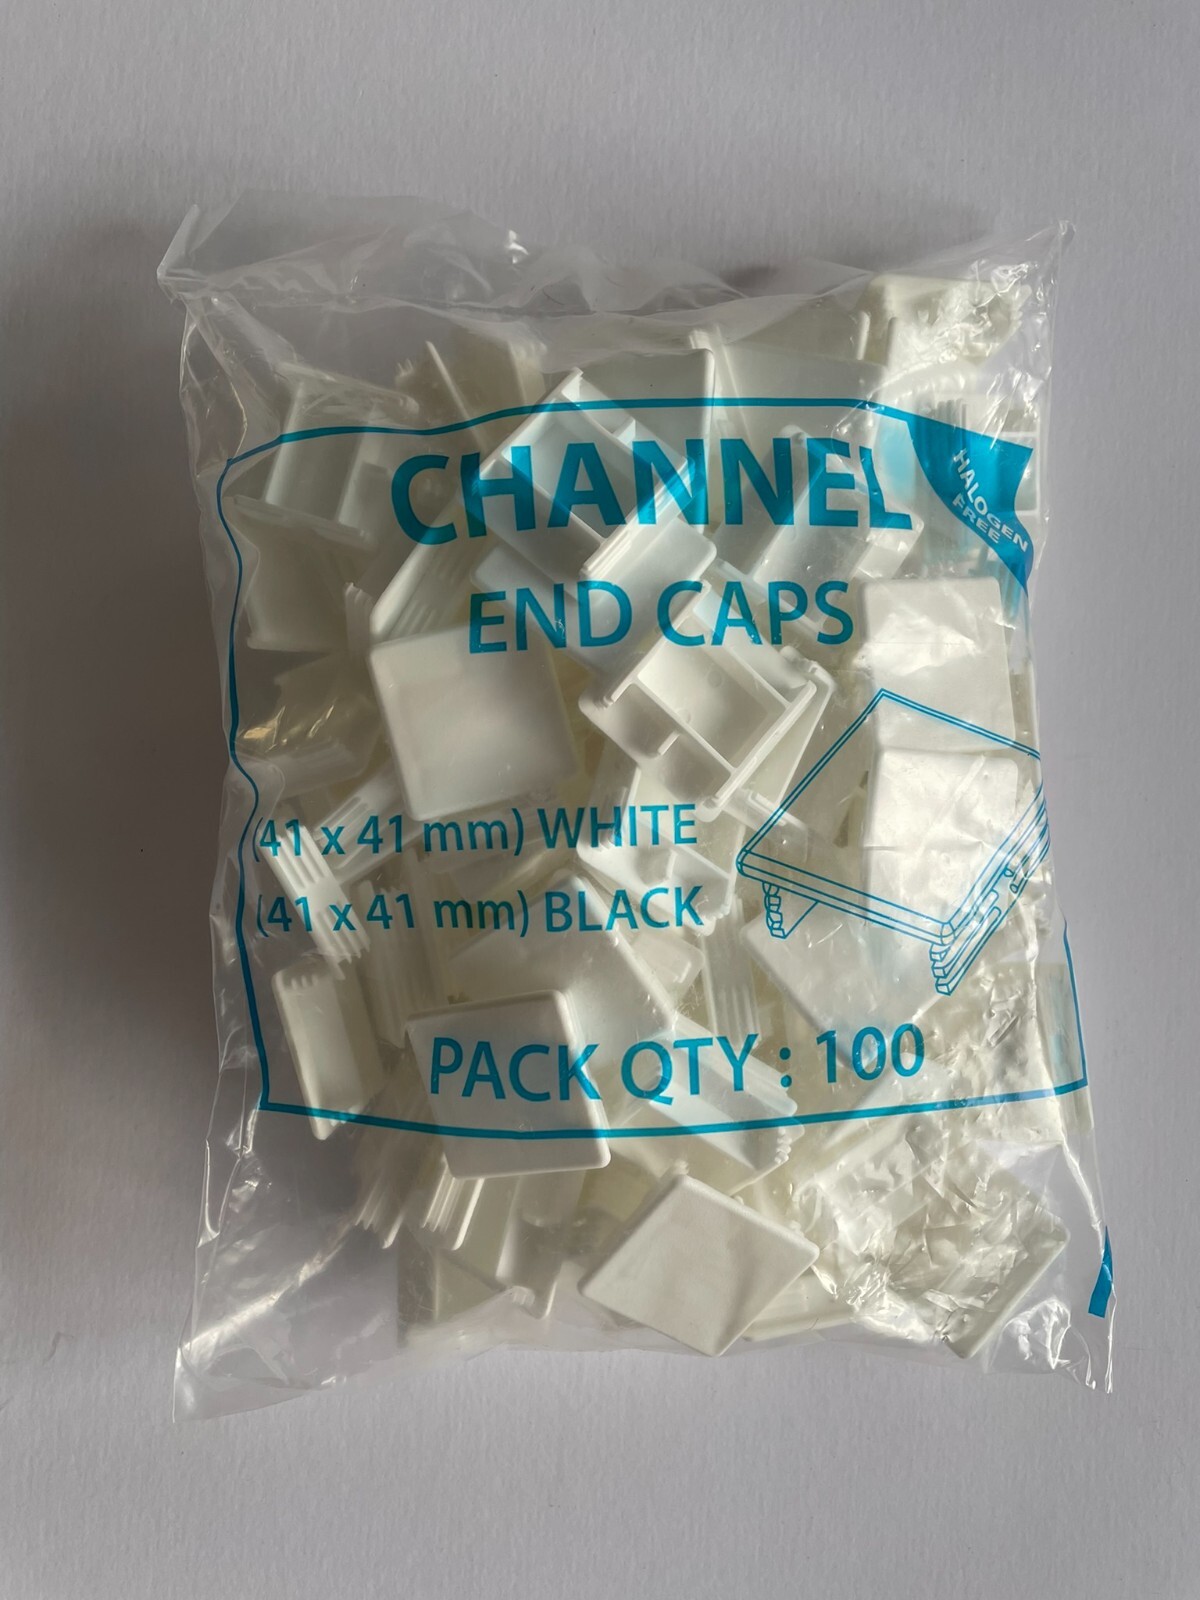 CHANNEL
HALOGEN
FREE
END CAPS
(41 x 41 mm) WHITE
(41 x 41 mm) BLACK
PACK QTY : 100